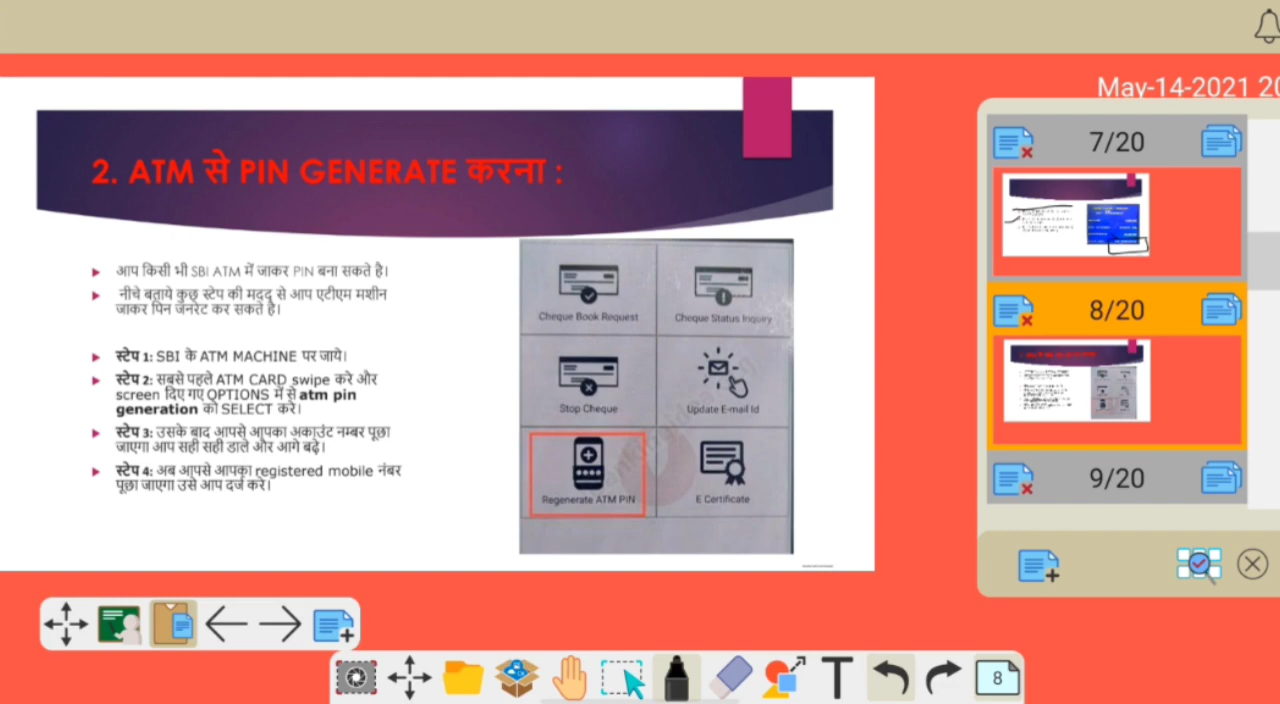 May-14-2021 20
2. ATM से PIN GENERATE करना :
आप किसी भी SBI ATM में जाकर PIN बना सकते है।
नीचे बताये कुछ स्टेप की मदद से आप एटीएम मशीन
जाकर पिन जनरेट कर सकते है।
स्टेप 1: SBI के ATM MACHINE पर जाये।
स्टेप 2: सबसे पहले ATM CARD swipe करे और
screen दिए गए OPTIONS में से atm pin
generation को SELECT करें।
स्टेप 3: उसके बाद आपसे आपका अकाउंट नम्बर पूछा
जाएगा आप सही सही डाले और आगे बढ़े।
स्टेप 4: अब आपसे आपका registered mobile नंबर
पूछा जाएगा उसे आप दर्ज करे।
Cheque Book Request
Cheque Status Inquiry
Stop Cheque
Update E-mail Id
Regenerate ATM PIN
E Certificate
7/20
8/20
9/20
8